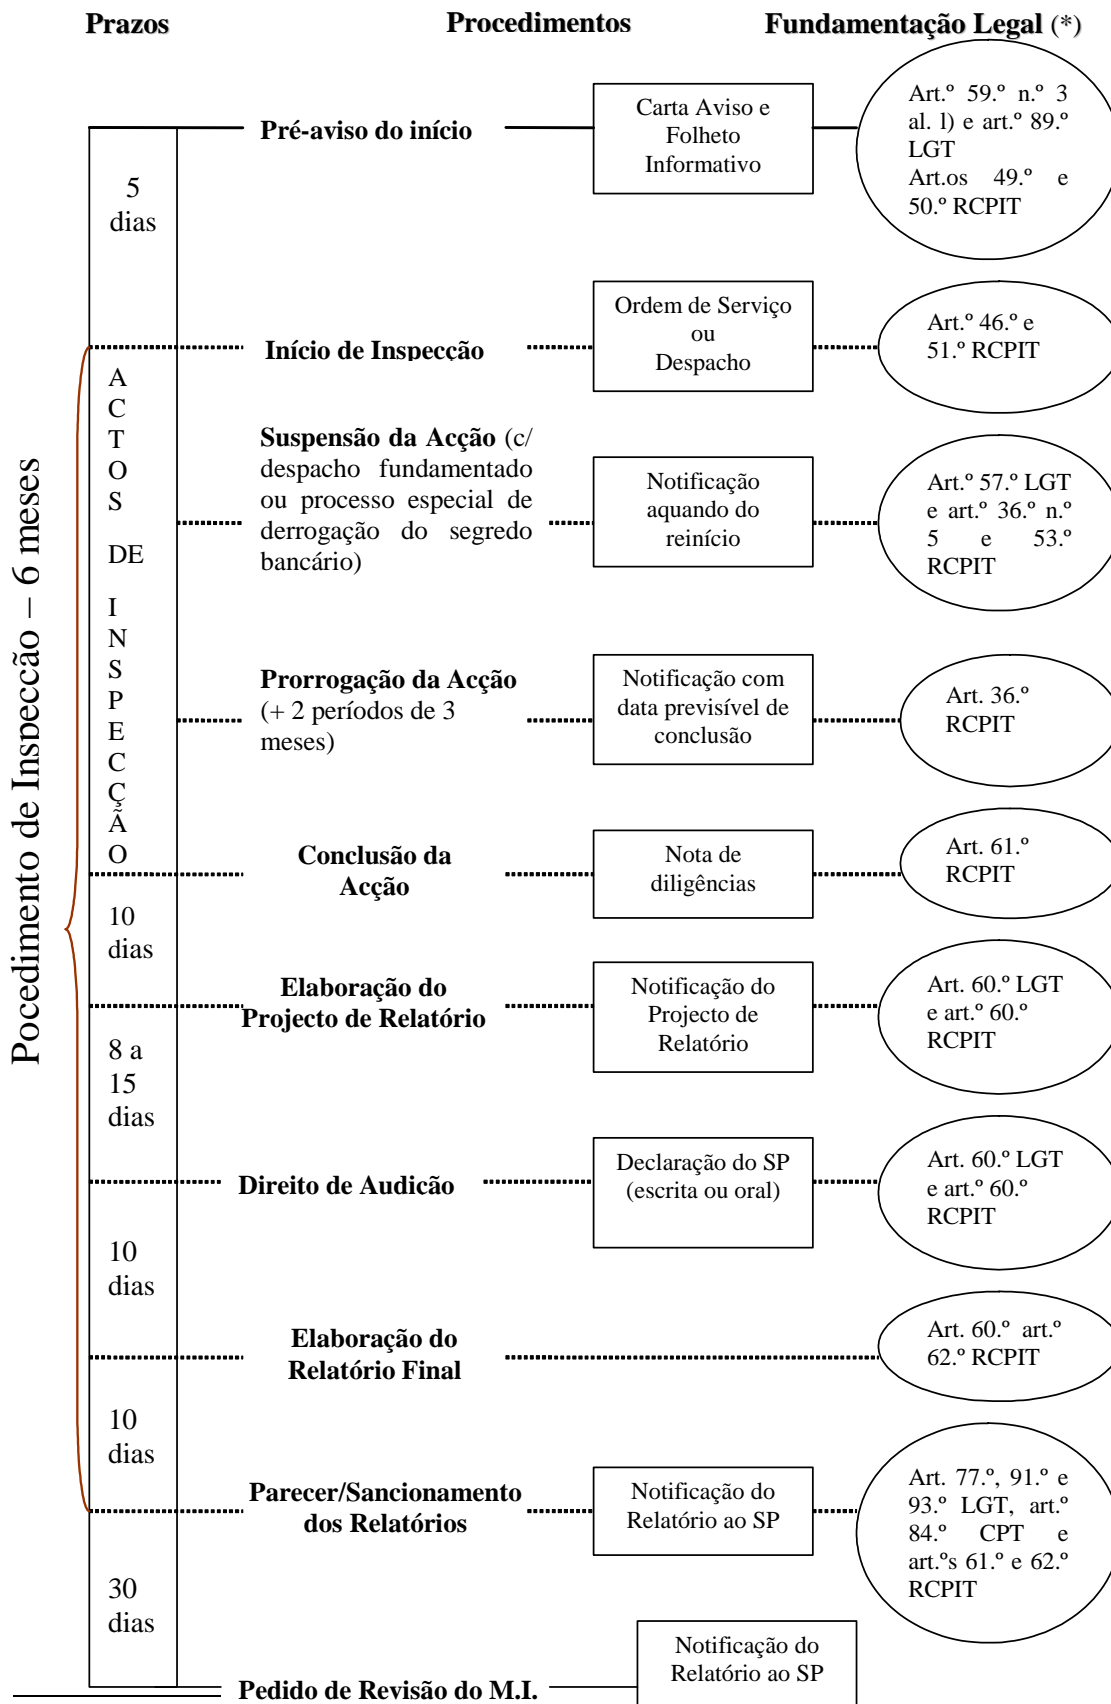 Prazos
Procedimentos
Fundamentação Legal (*)
Pré-aviso do início
Carta Aviso e
Folheto
Informativo
Art.º 59.º n.º 3
al. l) e art.º 89.º
LGT
Art.os 49.º e
50.º RCPIT
5
dias
Início de Inspecção
Ordem de Serviço
ou
Despacho
Art.º 46.º e
51.º RCPIT
Pocedimento de Inspecção – 6 meses
A
C
T
O
S
DE
I
N
S
P
E
C
Ç
Ã
O
Suspensão da Acção (c/
despacho fundamentado
ou processo especial de
derrogação do segredo
bancário)
Notificação
aquando do
reinício
Art.º 57.º LGT
e art.º 36.º n.º
5 e 53.º
RCPIT
Prorrogação da Acção
(+ 2 períodos de 3
meses)
Notificação com
data previsível de
conclusão
Art. 36.º
RCPIT
Conclusão da
Acção
Nota de
diligências
Art. 61.º
RCPIT
10
dias
Elaboração do
Projecto de Relatório
Notificação do
Projecto de
Relatório
Art. 60.º LGT
e art.º 60.º
RCPIT
8 a
15
dias
Direito de Audicão
Declaração do SP
(escrita ou oral)
Art. 60.º LGT
e art.º 60.º
RCPIT
10
dias
Elaboração do
Relatório Final
Art. 60.º art.º
62.º RCPIT
10
dias
Parecer/Sancionamento
dos Relatórios
Notificação do
Relatório ao SP
Art. 77.º, 91.º e
93.º LGT, art.º
84.º CPT e
art.ºs 61.º e 62.º
RCPIT
30
dias
Pedido de Revisão do M.I.
Notificação do
Relatório ao SP